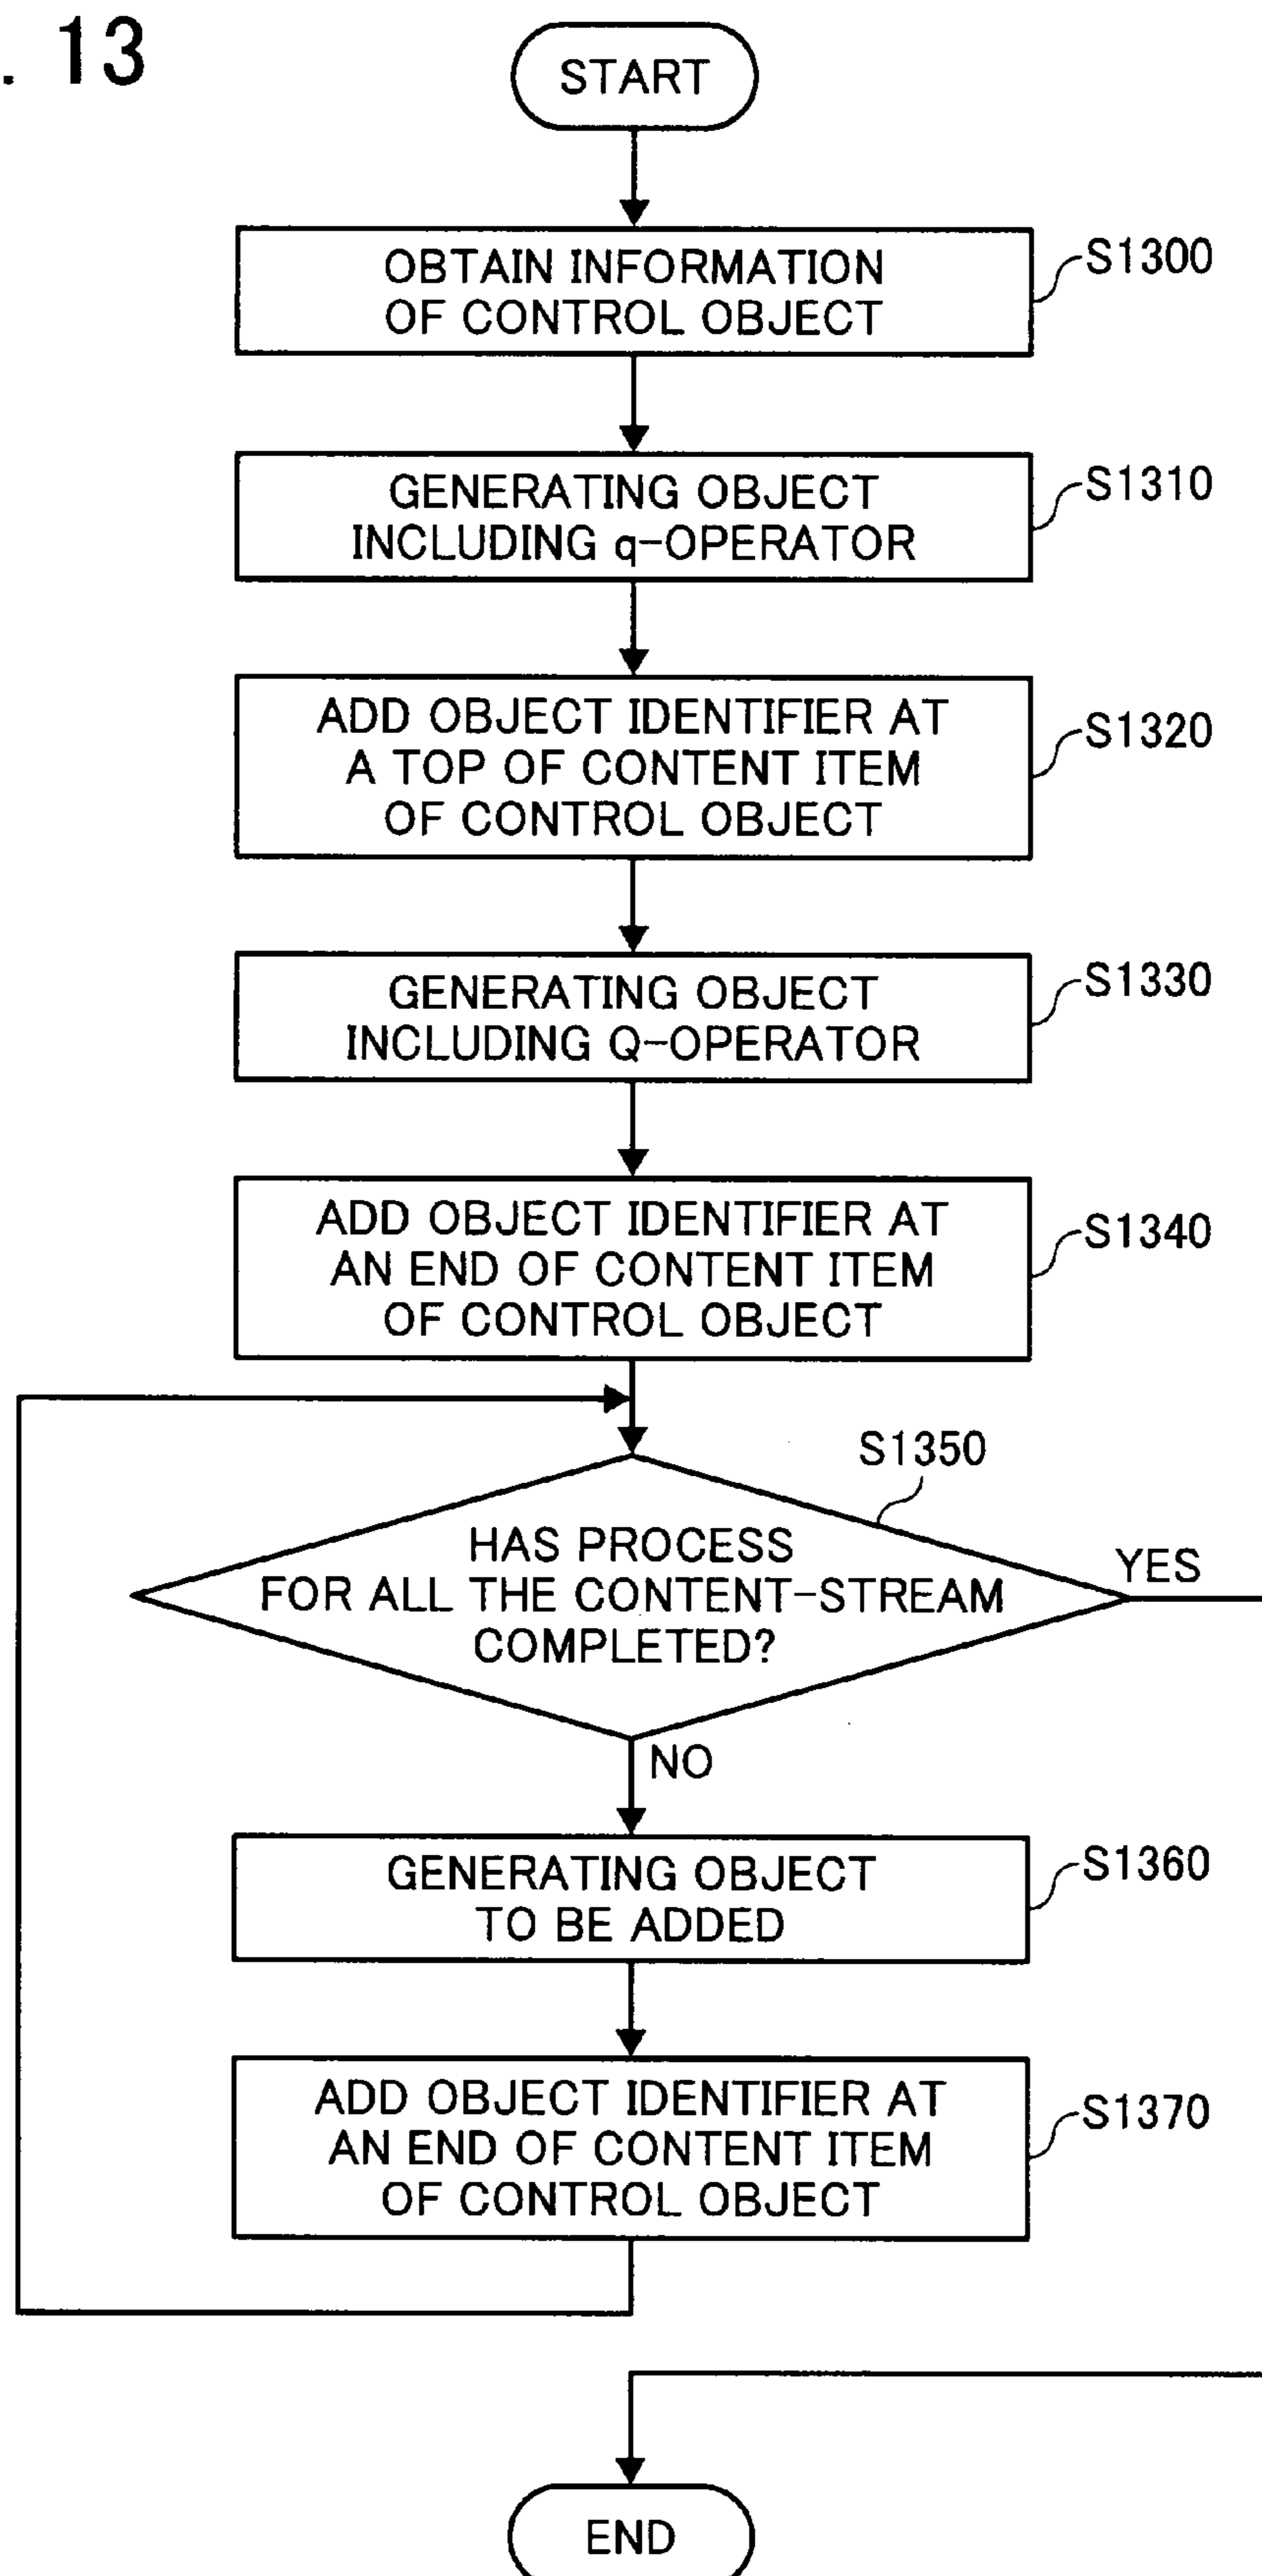 . 13
START
OBTAIN INFORMATION
OF CONTROL OBJECT
S1300
GENERATING OBJECT
INCLUDING q-OPERATOR
S1310
ADD OBJECT IDENTIFIER AT
A TOP OF CONTENT ITEM
OF CONTROL OBJECT
S1320
GENERATING OBJECT
INCLUDING Q-OPERATOR
S1330
ADD OBJECT IDENTIFIER AT
AN END OF CONTENT ITEM
OF CONTROL OBJECT
S1340
S1350
HAS PROCESS
FOR ALL THE CONTENT-STREAM
COMPLETED?
YES
NO
GENERATING OBJECT
TO BE ADDED
S1360
ADD OBJECT IDENTIFIER AT
AN END OF CONTENT ITEM
OF CONTROL OBJECT
S1370
END